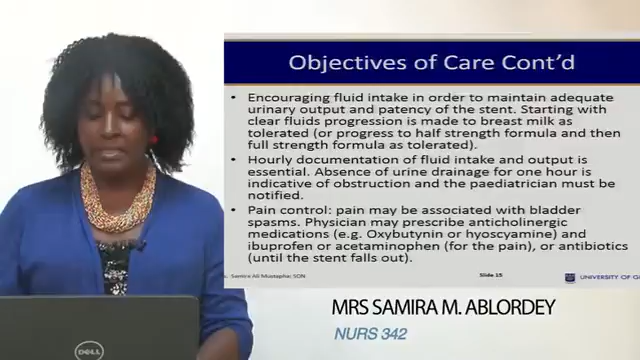 Objectives of Care Cont'd
• Encouraging fluid intake in order to maintain adequate
urinary output and patency of the stent. Starting with
clear fluids progression is made to breast milk as
tolerated (or progress to half strength formula and then
full strength formula as tolerated).
• Hourly documentation of fluid intake and output is
essential. Absence of urine drainage for one hour is
indicative of obstruction and the paediatrician must be
notified.
• Pain control: pain may be associated with bladder
spasms. Physician may prescribe anticholinergic
medications (e.g. Oxybutynin or hyoscyamine) and
ibuprofen or acetaminophen (for the pain), or antibiotics
(until the stent falls out).
Samira Ali Mustapha; SON
Slide 15
UNIVERSITY OF G
MRS SAMIRA M. ABLORDEY
NURS 342
DELL